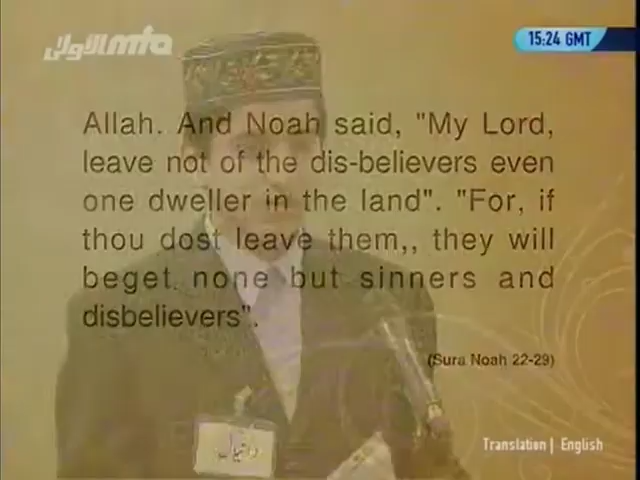 الأولى mta
15:24 GMT
Allah. And Noah said, "My Lord,
leave not of the dis-believers even
one dweller in the land". "For, if
thou dost leave them,, they will
beget none but sinners and
disbelievers".
(Sura Noah 22-29)
Translation| English